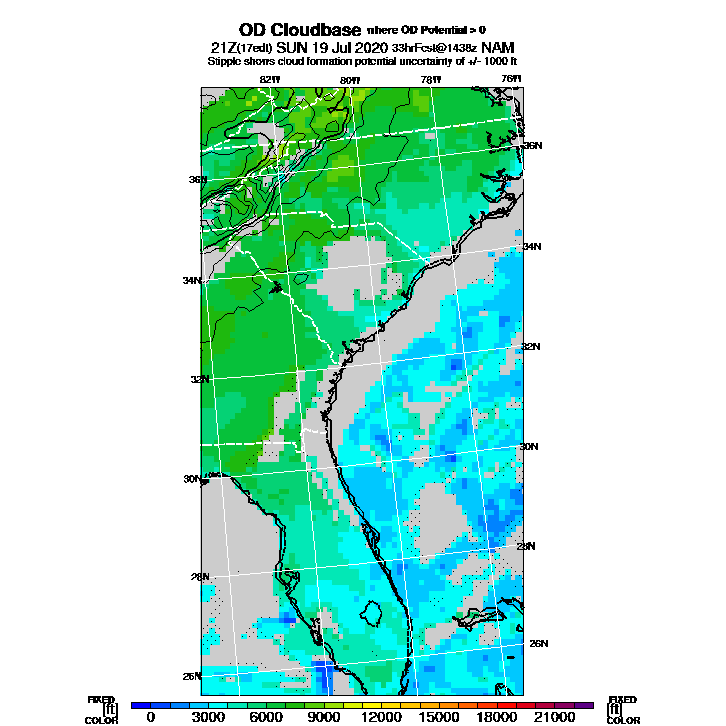 OD Cloudbase where OD Potential > 0
21Z(17edt) SUN 19 Jul 2020 33hrFcst@1438z NAM
Stipple shows cloud formation potential uncertainty of +/- 1000 ft
82W 80W 78W 76W
36N
36N
34N
34N
32N
32N
30N
30N
28N
28N
26N
26N
FIXED FIXED
[ft] [ft]
COLOR 0 3000 6000 9000 12000 15000 18000 21000 COLOR